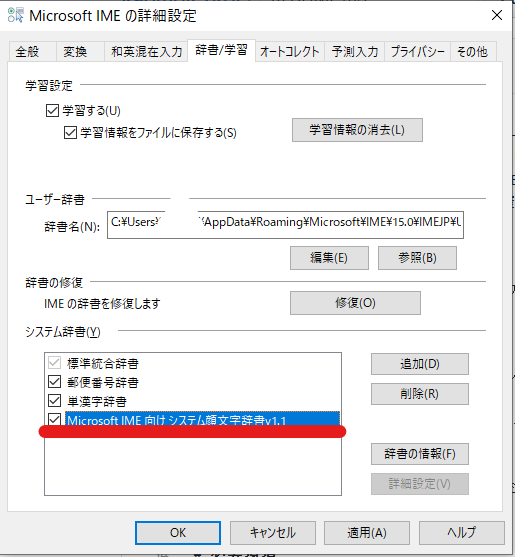 Microsoft IME の詳細設定
全般 変換 和英混在入力 辞書/学習 オートコレクト 予測入力 プライバシー その他
学習設定
学習する(U)
学習情報をファイルに保存する(S)
学習情報の消去(L)
ユーザー辞書
辞書名(N): C:¥Users¥ ¥AppData¥Roaming¥Microsoft¥IME¥15.0¥IMEJP¥U
編集(E) 参照(B)
辞書の修復
IME の辞書を修復します 修復(O)
システム辞書(Y)
標準統合辞書 追加(D)
郵便番号辞書
単漢字辞書 削除(R)
Microsoft IME 向け システム顔文字辞書v1.1
辞書の情報(F)
詳細設定(V)
OK キャンセル 適用(A) ヘルプ